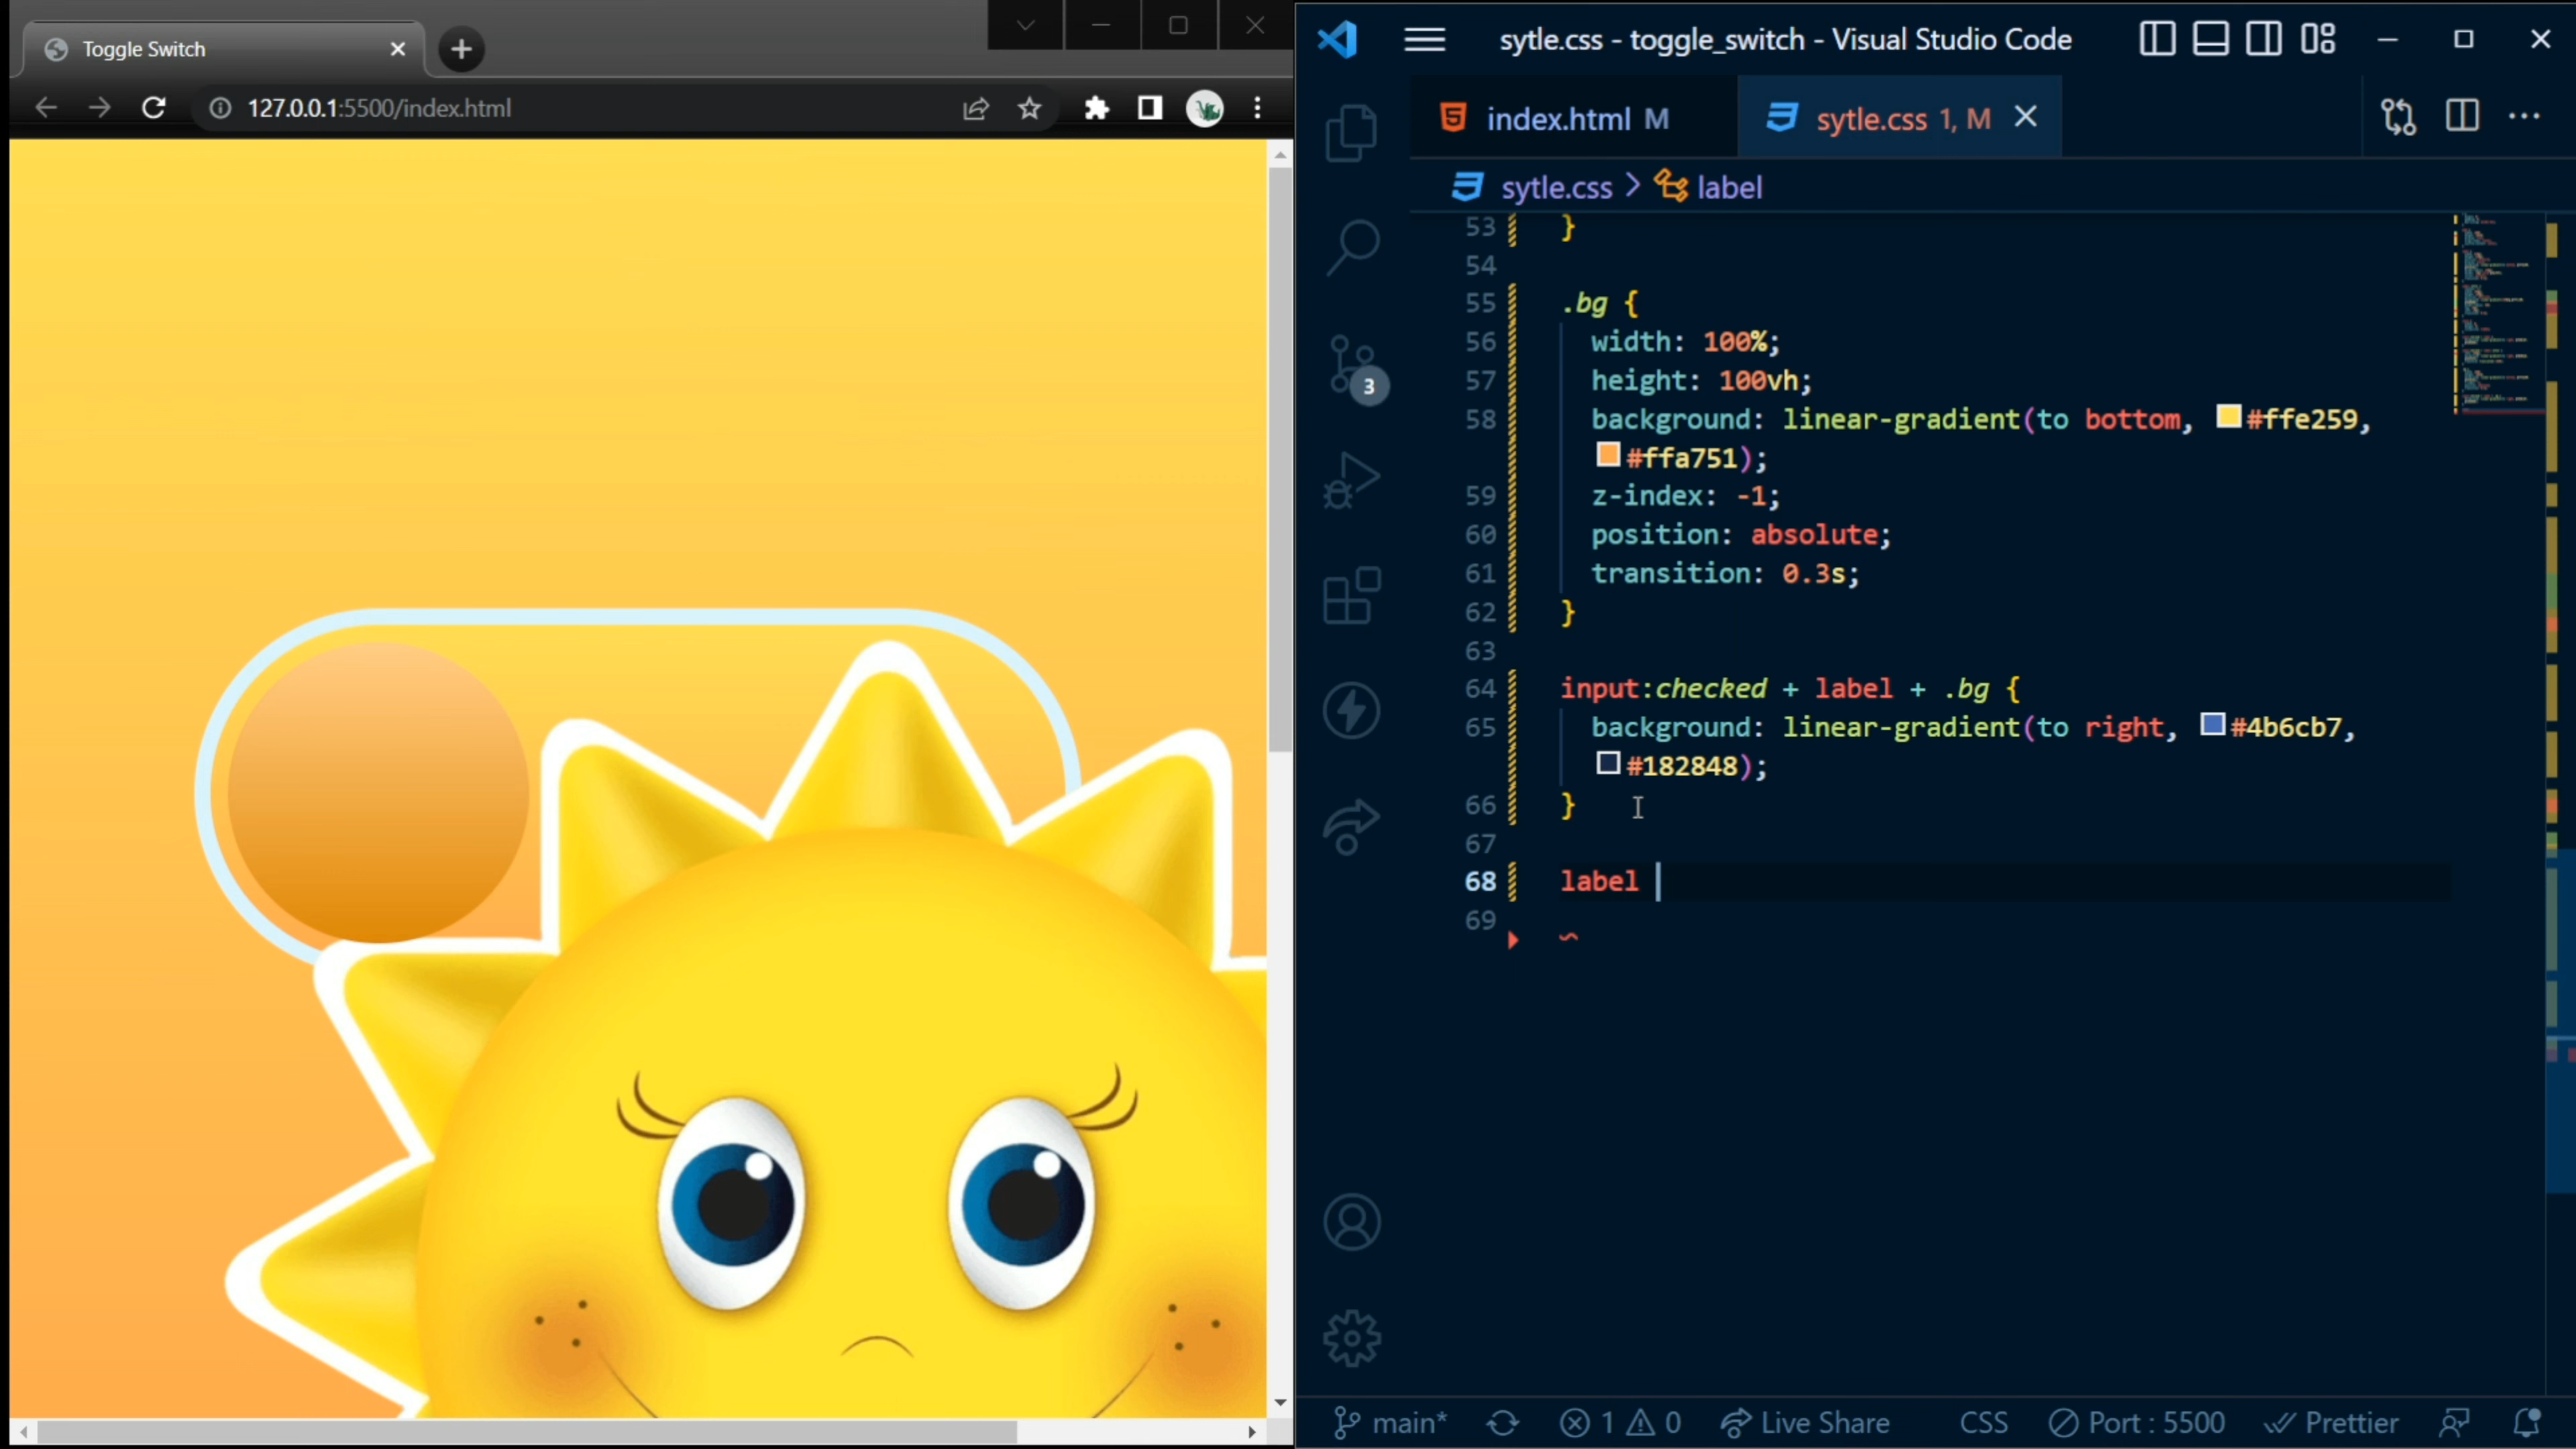 Toggle Switch
127.0.0.1:5500/index.html
sytle.css - toggle_switch - Visual Studio Code
index.html M
sytle.css 1, M
sytle.css > label
53 }
54
55 .bg {
56 width: 100%;
57 height: 100vh;
58 background: linear-gradient(to bottom, #ffe259,
#ffa751);
59 z-index: -1;
60 position: absolute;
61 transition: 0.3s;
62 }
63
64 input:checked + label + .bg {
65 background: linear-gradient(to right, #4b6cb7,
#182848);
66 }
67
68 label
69
3
main* 1 0 Live Share CSS Port : 5500 Prettier